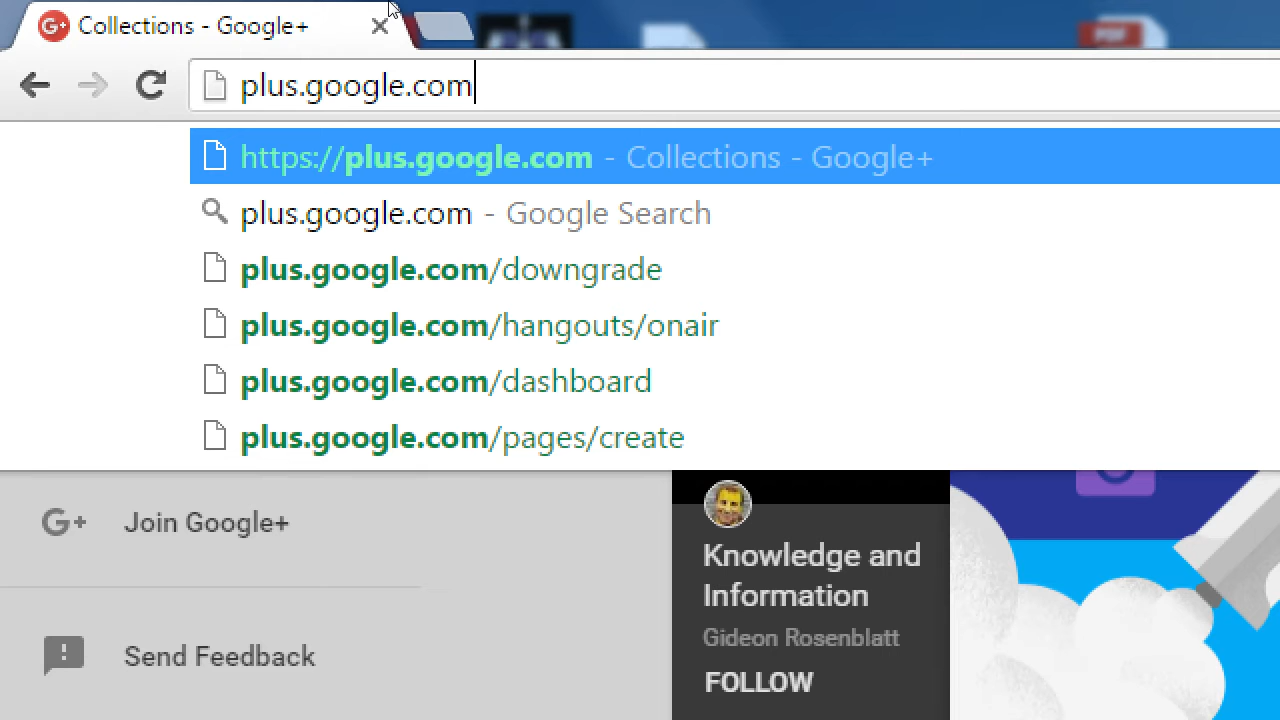 G+ Collections - Google+
PDF
plus.google.com
https://plus.google.com - Collections - Google+
plus.google.com - Google Search
plus.google.com/downgrade
plus.google.com/hangouts/onair
plus.google.com/dashboard
plus.google.com/pages/create
G+ Join Google+
Send Feedback
Knowledge and
Information
Gideon Rosenblatt
FOLLOW